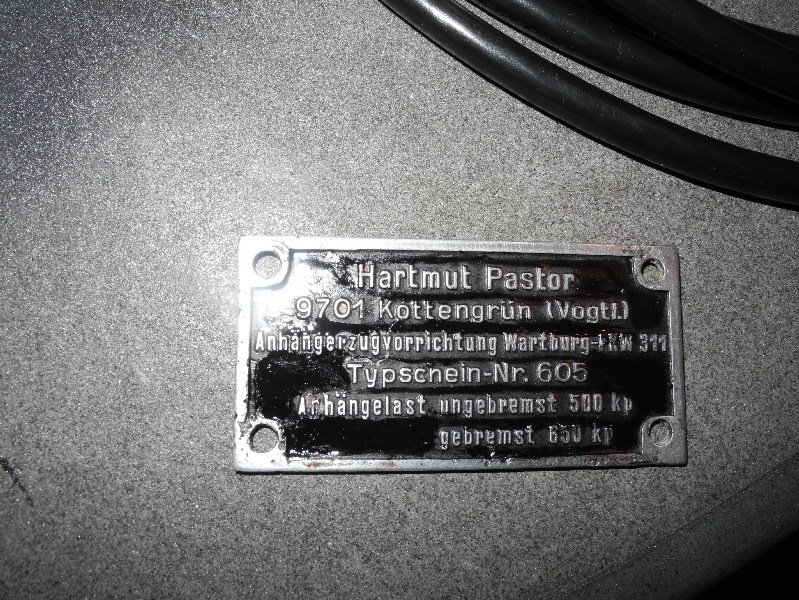 Hartmut Pastor
9701 Kottengrün (Vogtl.)
Anhängerzugvorrichtung Wartburg-PKW 311
Typschein-Nr. 605
Anhängelast ungebremst 500 kp
gebremst 650 kp